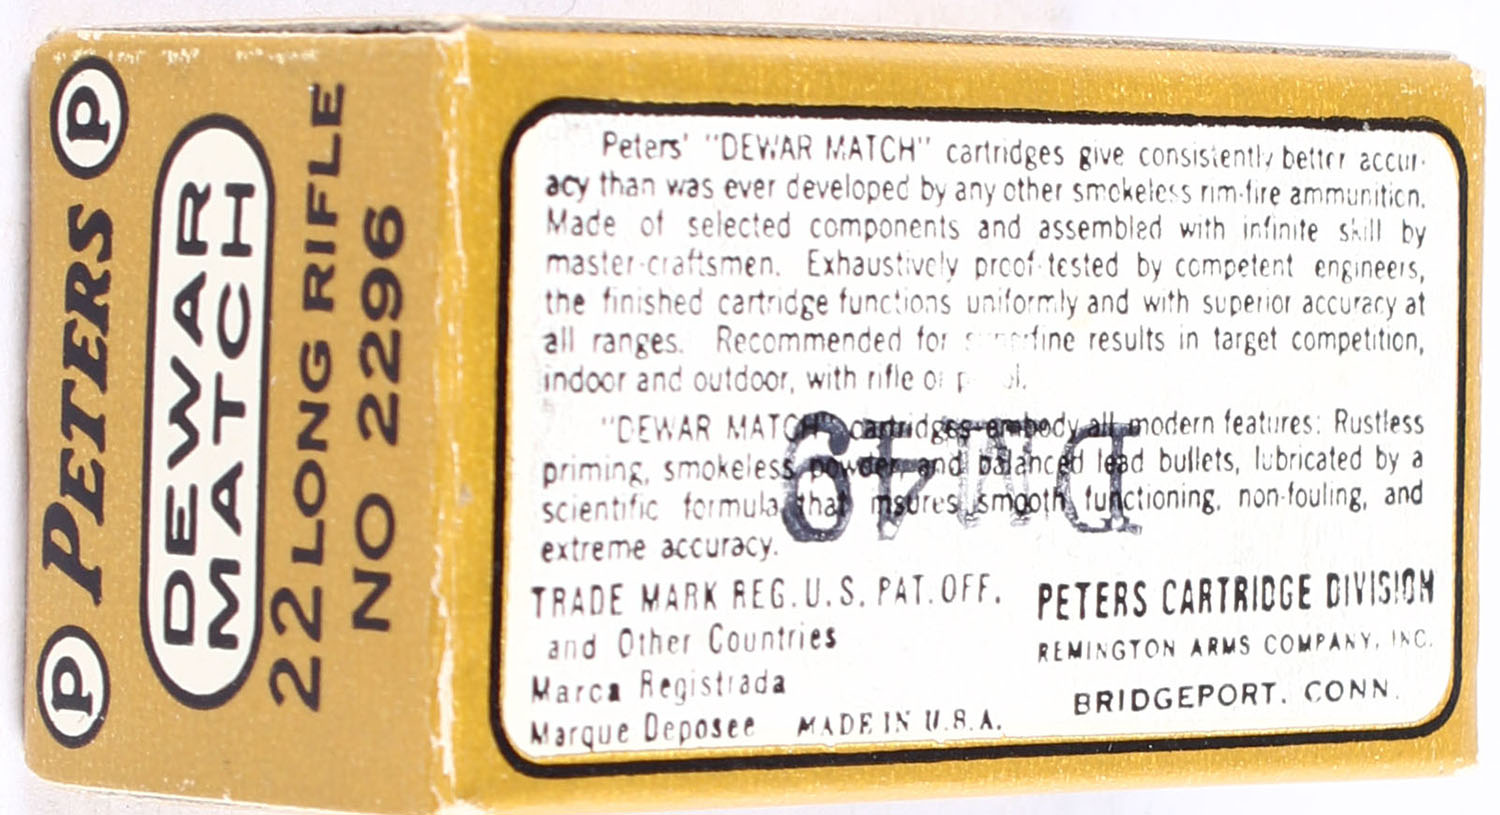 P PETERS P
DEWAR
MATCH
22 LONG RIFLE
NO 2296
Peters' "DEWAR MATCH" cartridges give consistently better accur-
acy than was ever developed by any other smokeless rim-fire ammunition.
Made of selected components and assembled with infinite skill by
master-craftsmen. Exhaustively proof-tested by competent engineers,
the finished cartridge functions uniformly and with superior accuracy at
all ranges. Recommended for results in target competition,
indoor and outdoor, with rifle or
"DEWAR MATCH" cartridges embody all modern features: Rustless
priming, smokeless powder and balanced lead bullets, lubricated by a
scientific formula that insures smooth functioning, non-fouling, and
extreme accuracy.
TRADE MARK REG. U.S. PAT. OFF.
and Other Countries
Marca Registrada
Marque Deposee MADE IN U.S.A.
PETERS CARTRIDGE DIVISION
REMINGTON ARMS COMPANY, INC.
BRIDGEPORT, CONN.